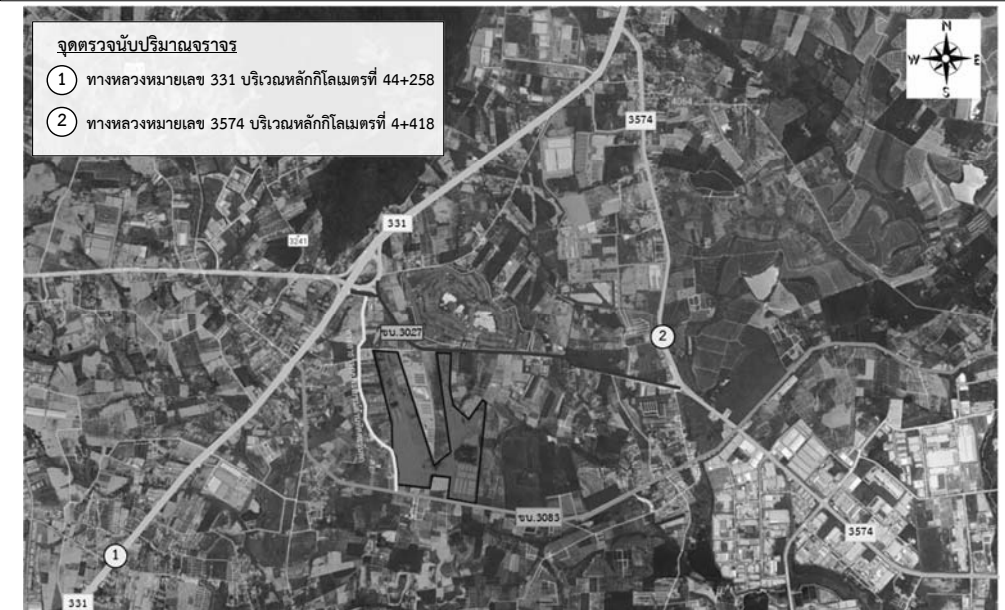 จุดตรวจนับปริมาณจราจร
1 ทางหลวงหมายเลข 331 บริเวณหลักกิโลเมตรที่ 44+258
2 ทางหลวงหมายเลข 3574 บริเวณหลักกิโลเมตรที่ 4+418
N
W E
S
3574
331
3241
ชบ.3027
2
ชบ.3083
3574
1
331